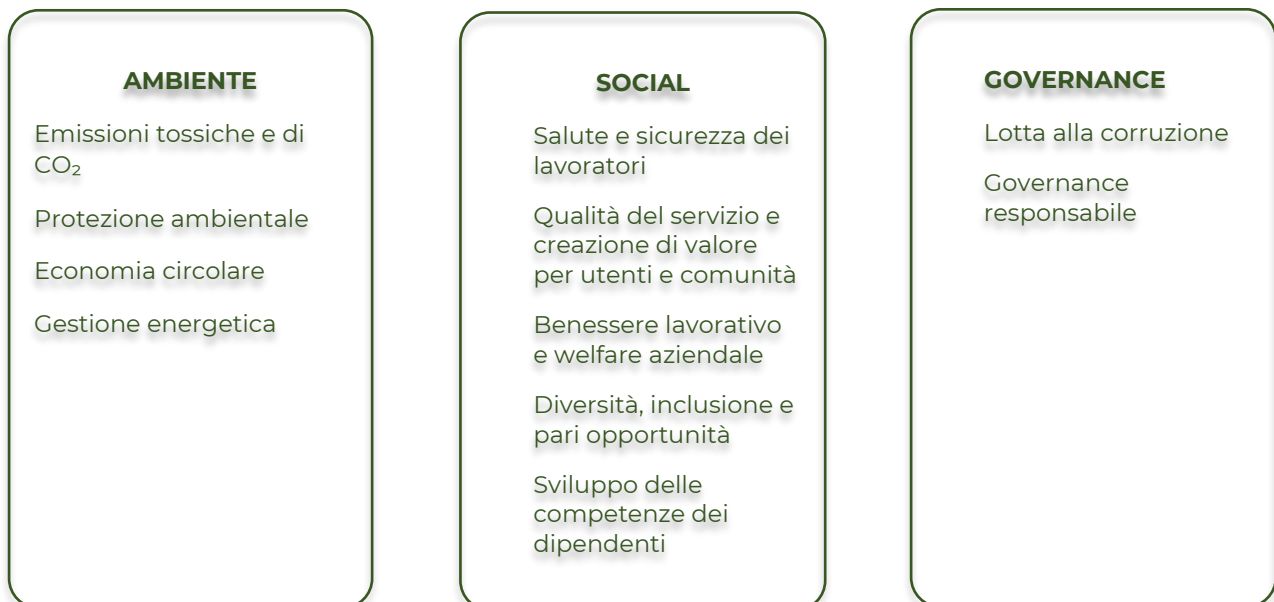 AMBIENTE
Emissioni tossiche e di
CO₂
Protezione ambientale
Economia circolare
Gestione energetica
SOCIAL
Salute e sicurezza dei
lavoratori
Qualità del servizio e
creazione di valore
per utenti e comunità
Benessere lavorativo
e welfare aziendale
Diversità, inclusione e
pari opportunità
Sviluppo delle
competenze dei
dipendenti
GOVERNANCE
Lotta alla corruzione
Governance
responsabile